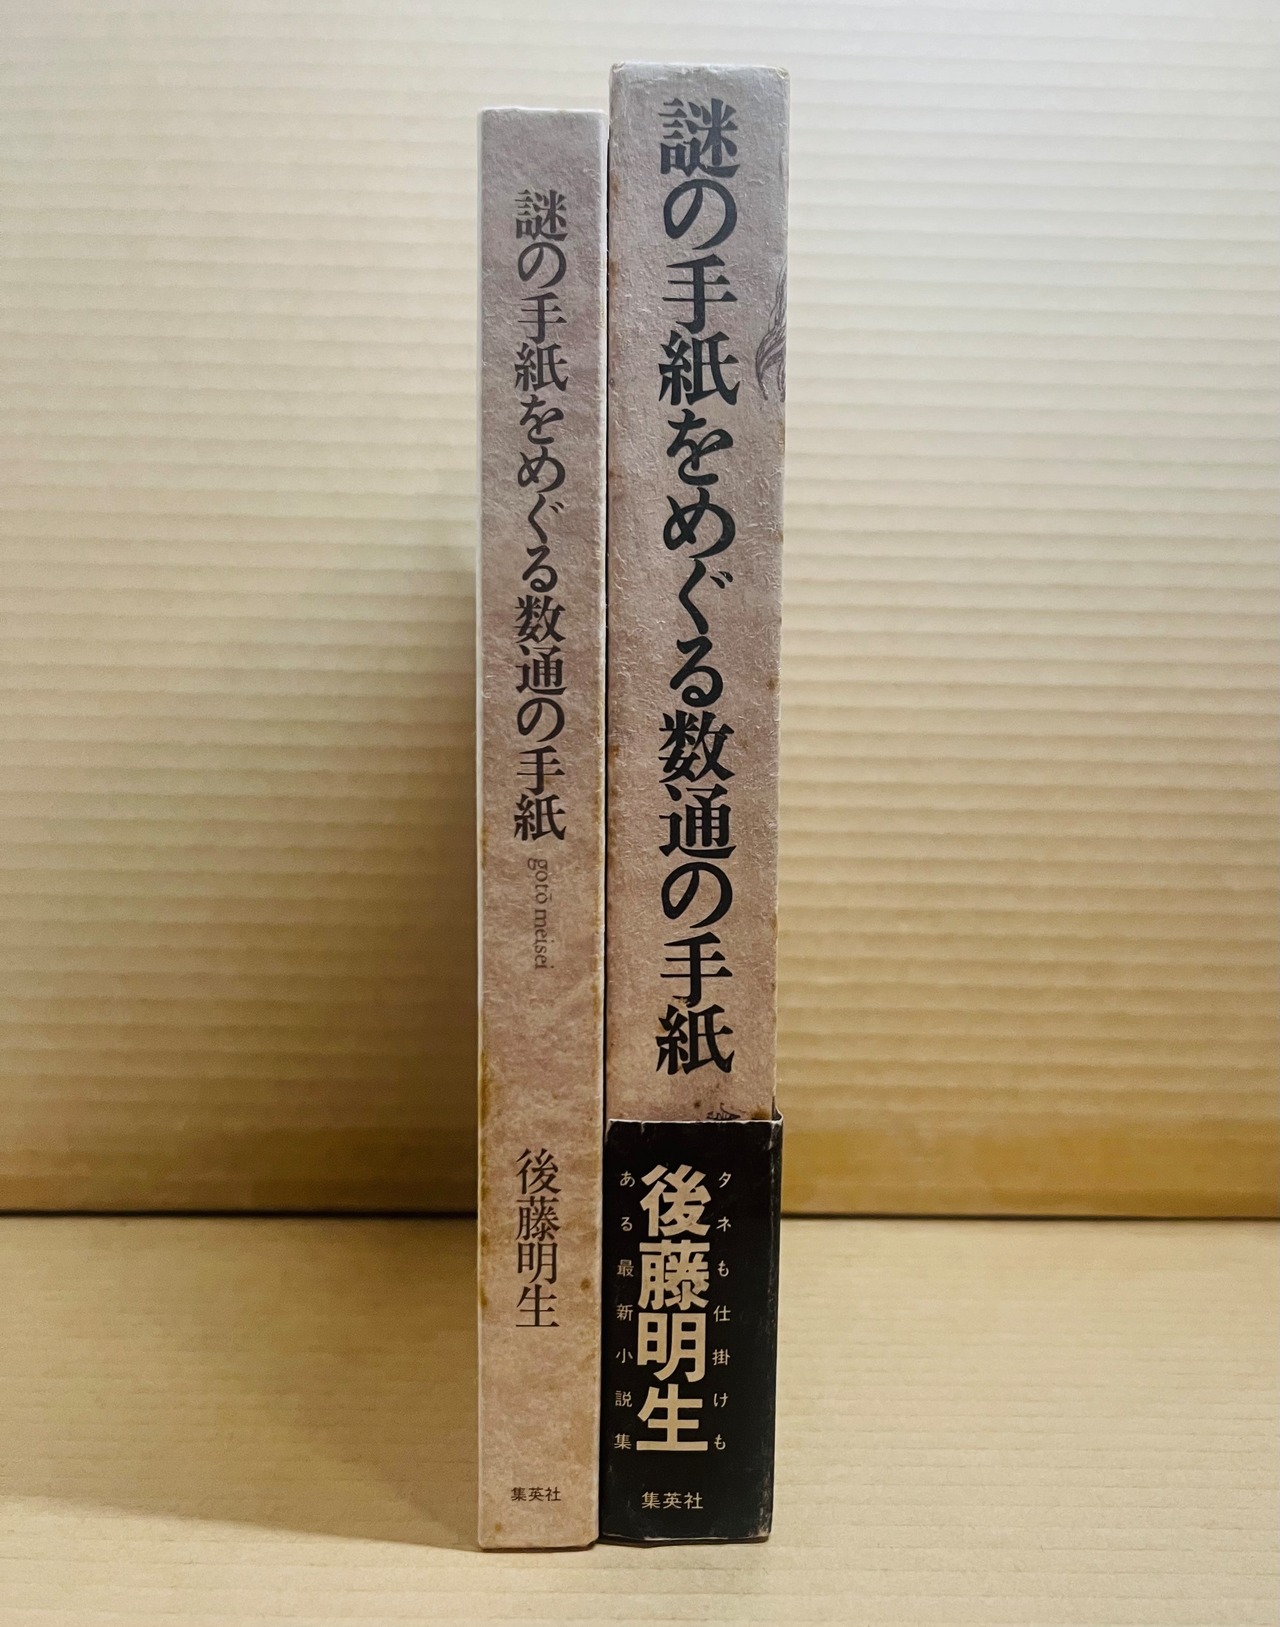 謎の手紙をめぐる数通の手紙
gotō meisei
後藤明生
集英社
謎の手紙をめぐる数通の手紙
タネも仕掛けも
ある最新小説集
後藤明生
集英社